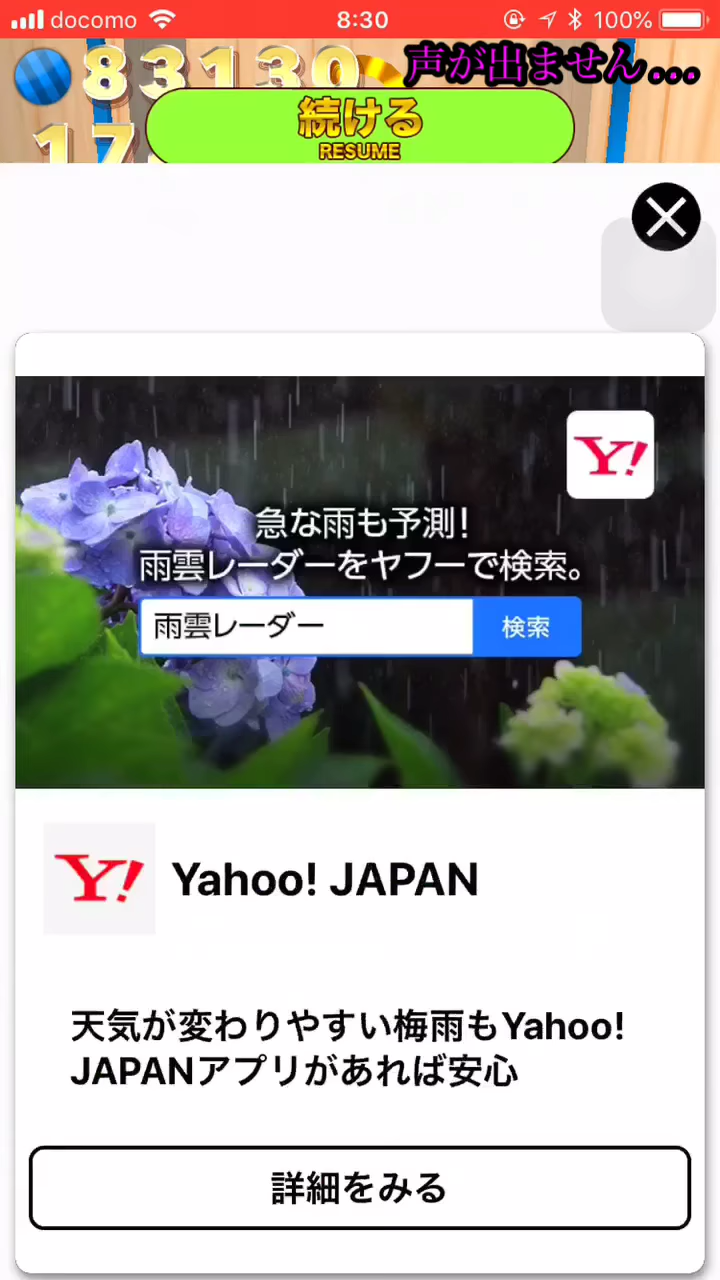 docomo 8:30 100%
83130
声が出ません...
17
続ける
RESUME
Y!
急な雨も予測!
雨雲レーダーをヤフーで検索。
雨雲レーダー 検索
Y! Yahoo! JAPAN
天気が変わりやすい梅雨もYahoo!
JAPANアプリがあれば安心
詳細をみる